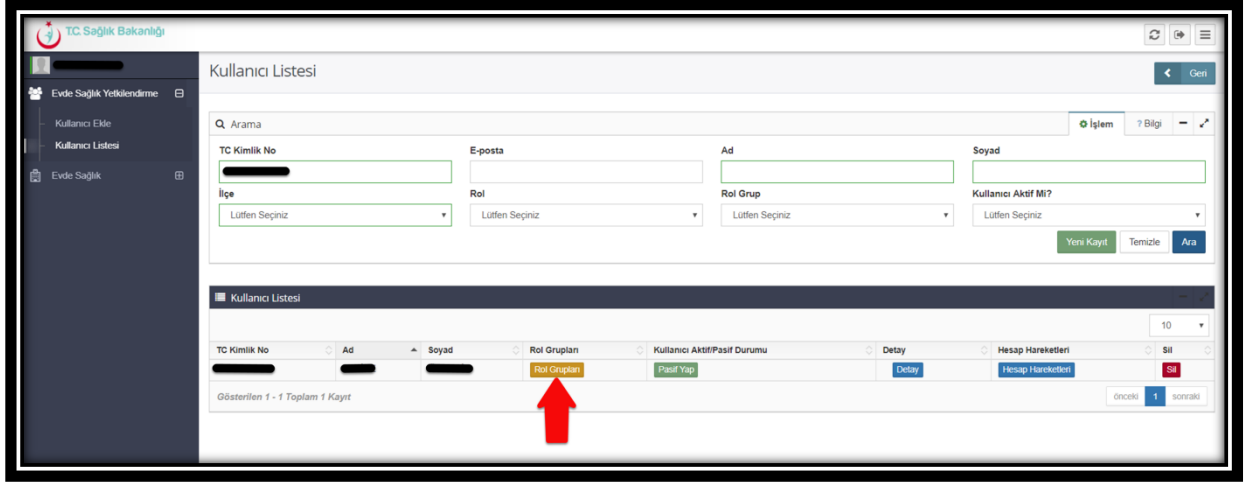 T.C. Sağlık Bakanlığı
Kullanıcı Listesi
Geri
Evde Sağlık Yetkilendirme
Kullanıcı Ekle
Kullanıcı Listesi
Evde Sağlık
Arama
İşlem ? Bilgi
TC Kimlik No E-posta Ad Soyad
İlçe Rol Rol Grup Kullanıcı Aktif Mi?
Lütfen Seçiniz Lütfen Seçiniz Lütfen Seçiniz Lütfen Seçiniz
Yeni Kayıt Temizle Ara
Kullanıcı Listesi
10
TC Kimlik No Ad Soyad Rol Grupları Kullanıcı Aktif/Pasif Durumu Detay Hesap Hareketleri Sil
Rol Grupları Pasif Yap Detay Hesap Hareketleri Sil
Gösterilen 1 - 1 Toplam 1 Kayıt
önceki 1 sonraki